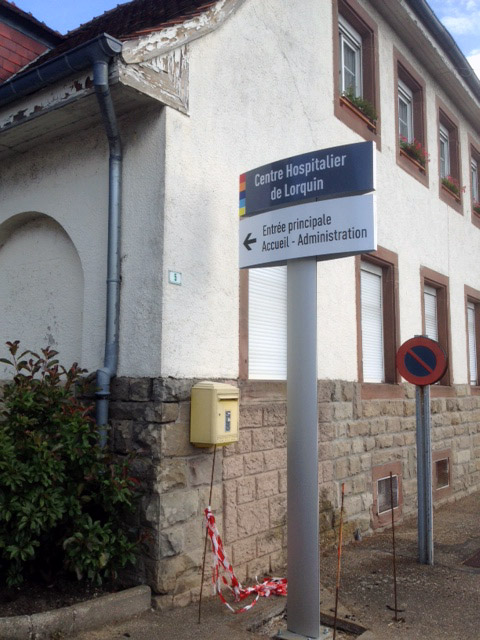 Centre Hospitalier
de Lorquin
Entrée principale
Accueil - Administration